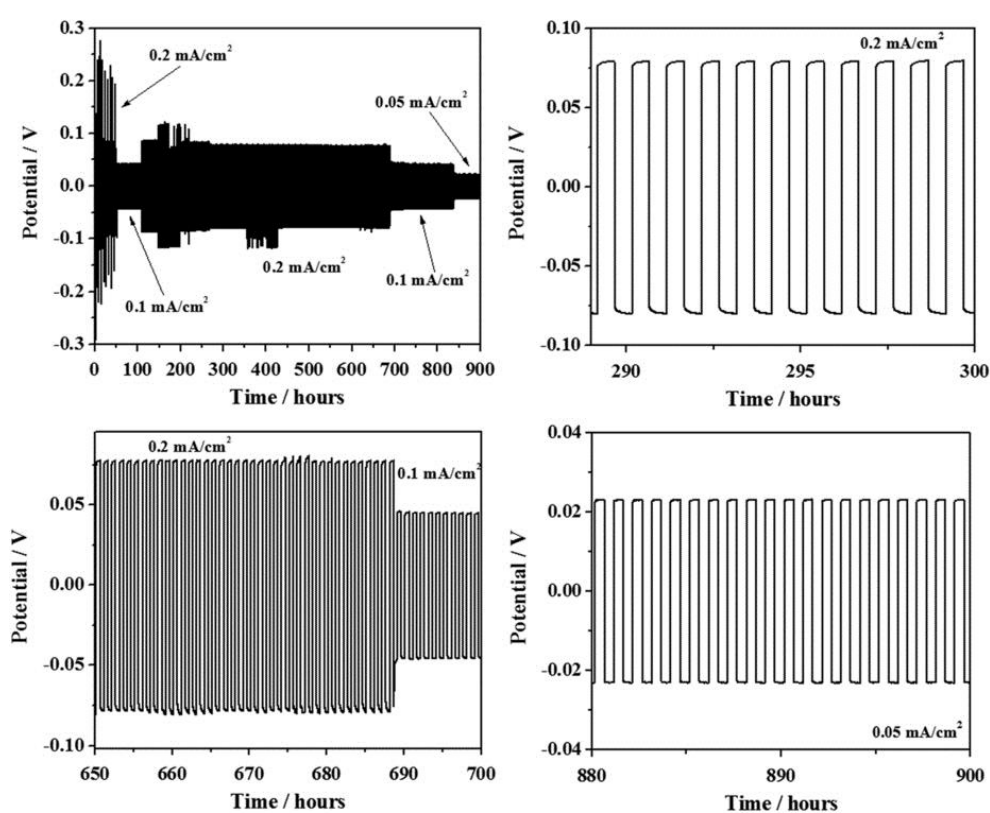 0.3
0.2
0.1
0.0
-0.1
-0.2
-0.3
Potential / V
0.2 mA/cm²
0.05 mA/cm²
0.2 mA/cm²
0.1 mA/cm²
0.1 mA/cm²
0 100 200 300 400 500 600 700 800 900
Time / hours
0.10
0.05
0.00
-0.05
-0.10
Potential / V
0.2 mA/cm²
290 295 300
Time / hours
0.05
0.00
-0.05
-0.10
Potential / V
0.2 mA/cm²
0.1 mA/cm²
650 660 670 680 690 700
Time / hours
0.04
0.02
0.00
-0.02
-0.04
Potential / V
0.05 mA/cm²
880 890 900
Time / hours